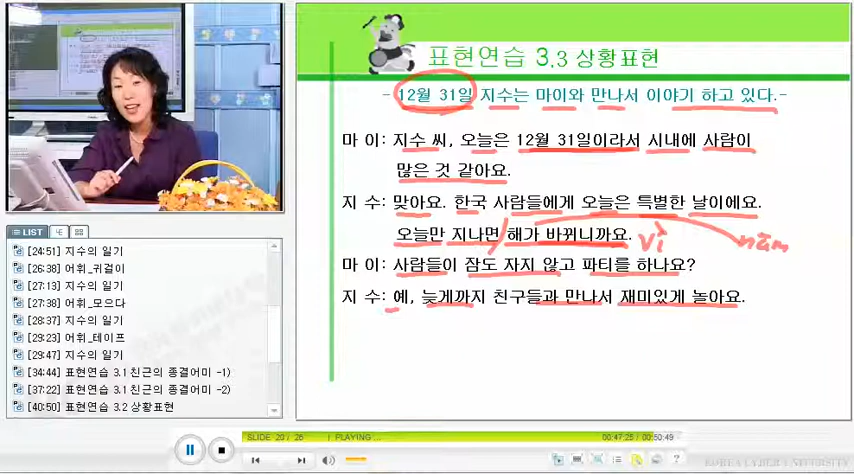 표현연습 3.3 상황표현
- 12월 31일 지수는 마이와 만나서 이야기 하고 있다.-
마 이: 지수 씨, 오늘은 12월 31일이라서 시내에 사람이
많은 것 같아요.
지 수: 맞아요. 한국 사람들에게 오늘은 특별한 날이에요.
오늘만 지나면 해가 바뀌니까요. vì năm
마 이: 사람들이 잠도 자지 않고 파티를 하나요?
지 수: 예, 늦게까지 친구들과 만나서 재미있게 놀아요.
LIST
[24:51] 지수의 일기
[26:38] 어휘_귀걸이
[27:13] 지수의 일기
[27:38] 어휘_모으다
[28:37] 지수의 일기
[29:23] 어휘_테이프
[29:47] 지수의 일기
[34:44] 표현연습 3.1 친근의 종결어미 -1)
[37:22] 표현연습 3.1 친근의 종결어미 -2)
[40:50] 표현연습 3.2 상황표현
SLIDE 20 / 26 | PLAYING... 00:47:25 / 00:50:49
KOREA CYBER UNIVERSITY